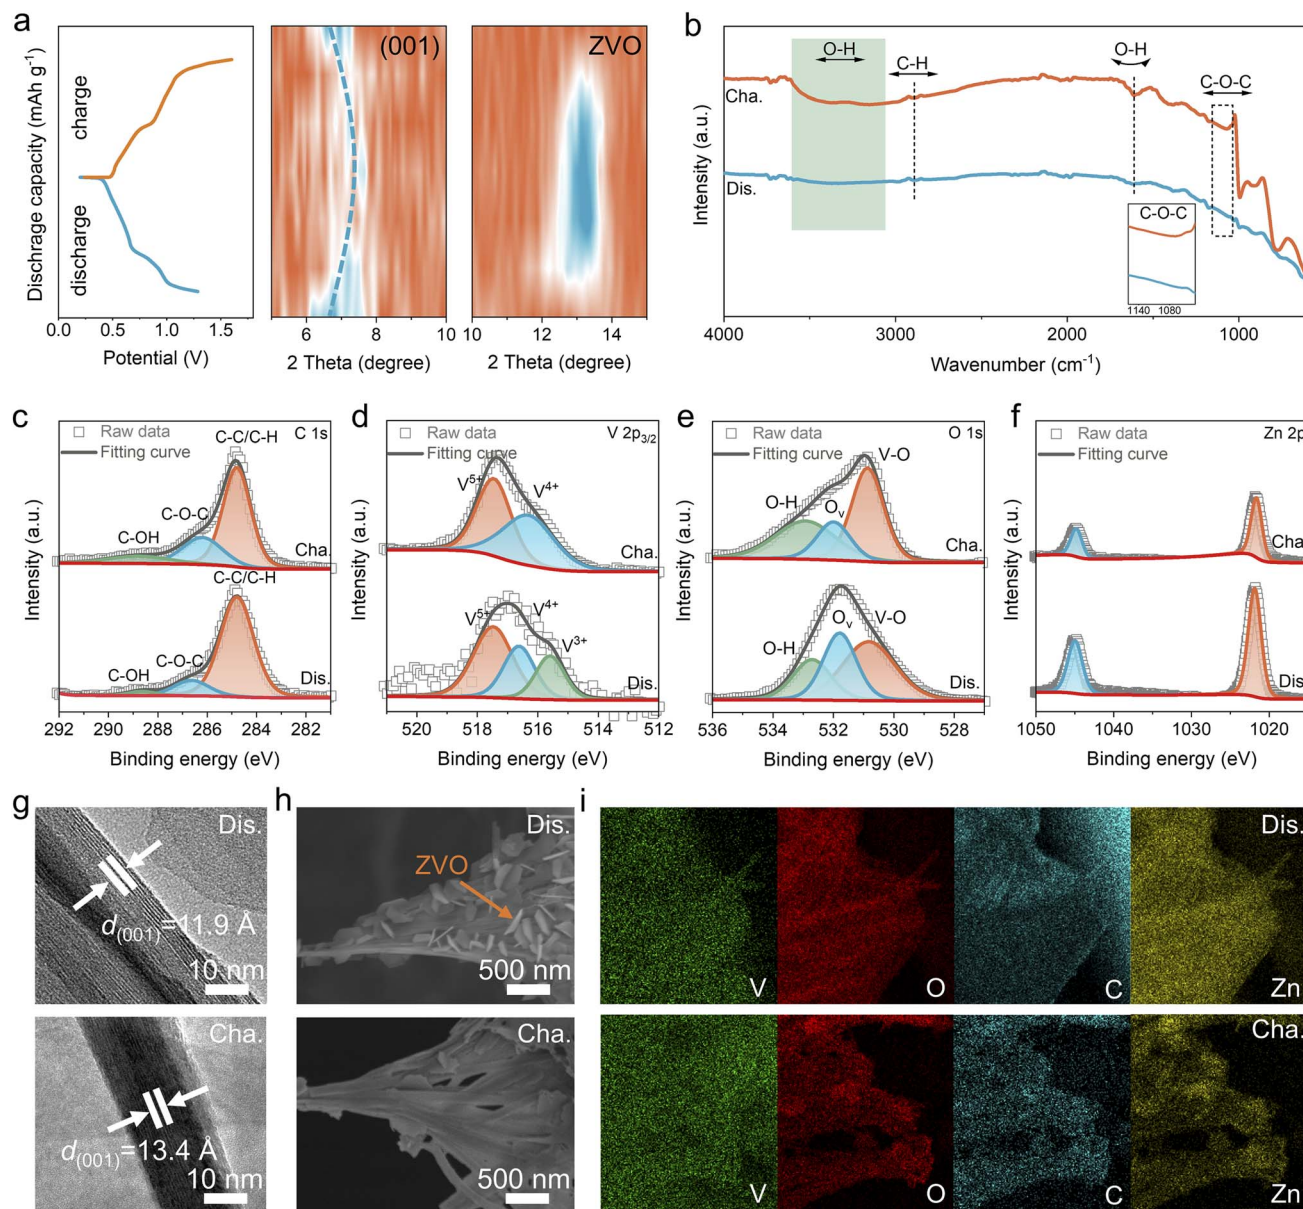 a
Dischrage capacity (mAh g⁻¹)
charge
discharge
0.0 0.5 1.0 1.5
Potential (V)
(001)
6 8 10
2 Theta (degree)
ZVO
10 12 14
2 Theta (degree)
b
Intensity (a.u.)
O-H
C-H
O-H
C-O-C
Cha.
Dis.
C-O-C
1140 1080
4000 3000 2000 1000
Wavenumber (cm⁻¹)
c
Raw data
Fitting curve
C 1s
C-C/C-H
C-O-C
C-OH
Cha.
C-C/C-H
C-O-C
C-OH
Dis.
Intensity (a.u.)
292 290 288 286 284 282
Binding energy (eV)
d
Raw data
Fitting curve
V 2p₃/₂
V⁵⁺
V⁴⁺
Cha.
V⁵⁺
V⁴⁺
V³⁺
Dis.
Intensity (a.u.)
520 518 516 514 512
Binding energy (eV)
e
Raw data
Fitting curve
O 1s
V-O
O-H
Oᵥ
Cha.
Oᵥ
V-O
O-H
Dis.
Intensity (a.u.)
536 534 532 530 528
Binding energy (eV)
f
Raw data
Fitting curve
Zn 2p
Cha
Dis
Intensity (a.u.)
1050 1040 1030 1020
Binding energy (eV)
g
Dis.
d(001)=11.9 Å
10 nm
Cha.
d(001)=13.4 Å
10 nm
h
Dis.
ZVO
500 nm
Cha.
500 nm
i
Dis.
V O C Zn
Cha.
V O C Zn